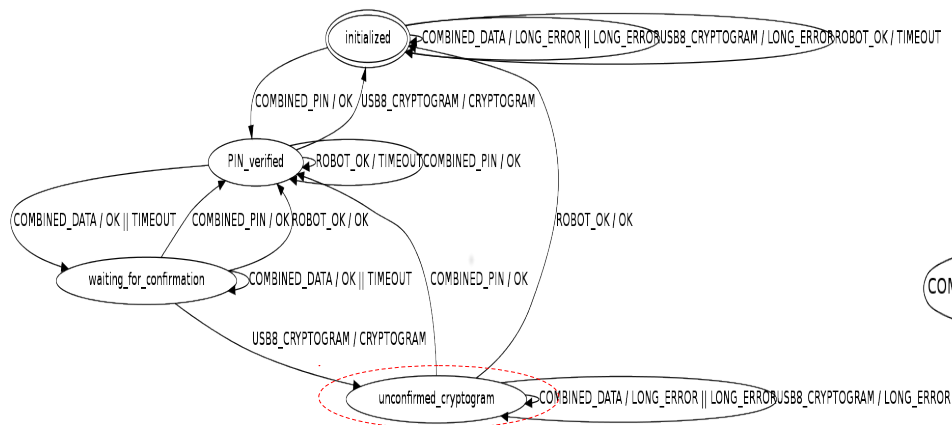 initialized
COMBINED_DATA / LONG_ERROR || LONG_ERROR
USB8_CRYPTOGRAM / LONG_ERROR
ROBOT_OK / TIMEOUT
COMBINED_PIN / OK
USB8_CRYPTOGRAM / CRYPTOGRAM
PIN_verified
ROBOT_OK / TIMEOUT
COMBINED_PIN / OK
COMBINED_DATA / OK || TIMEOUT
COMBINED_PIN / OK
ROBOT_OK / OK
ROBOT_OK / OK
waiting_for_confirmation
COMBINED_DATA / OK || TIMEOUT
COMBINED_PIN / OK
COM
USB8_CRYPTOGRAM / CRYPTOGRAM
unconfirmed_cryptogram
COMBINED_DATA / LONG_ERROR || LONG_ERROR
USB8_CRYPTOGRAM / LONG_ERROR